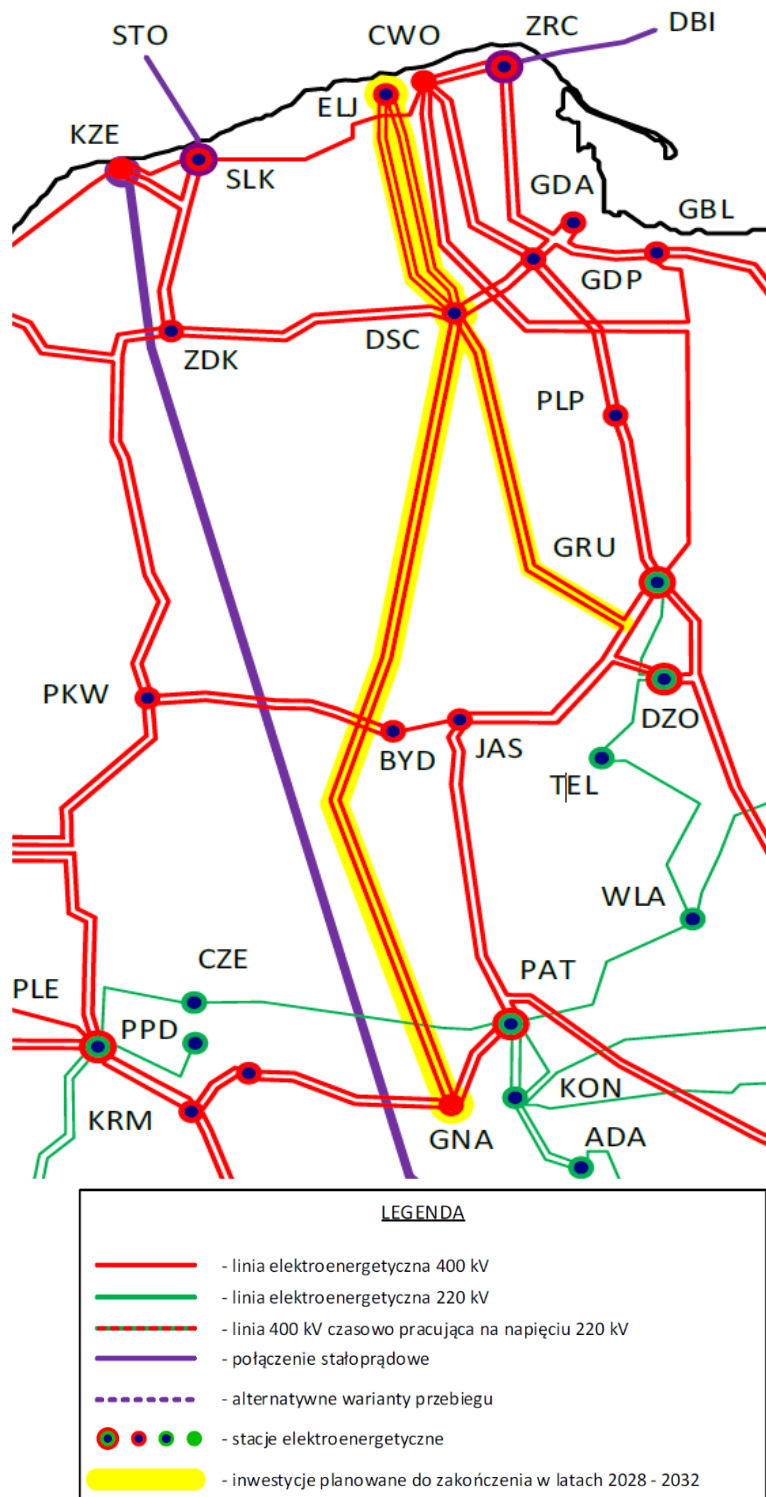 STO
CWO
ZRC
DBI
ELJ
KZE
SLK
GDA
GBL
GDP
ZDK
DSC
PLP
GRU
PKW
DZO
BYD
JAS
TEL
WLA
CZE
PAT
PLE
PPD
KON
KRM
GNA
ADA
LEGENDA
- linia elektroenergetyczna 400 kV
- linia elektroenergetyczna 220 kV
- linia 400 kV czasowo pracująca na napięciu 220 kV
- połączenie stałoprądowe
- alternatywne warianty przebiegu
- stacje elektroenergetyczne
- inwestycje planowane do zakończenia w latach 2028 - 2032